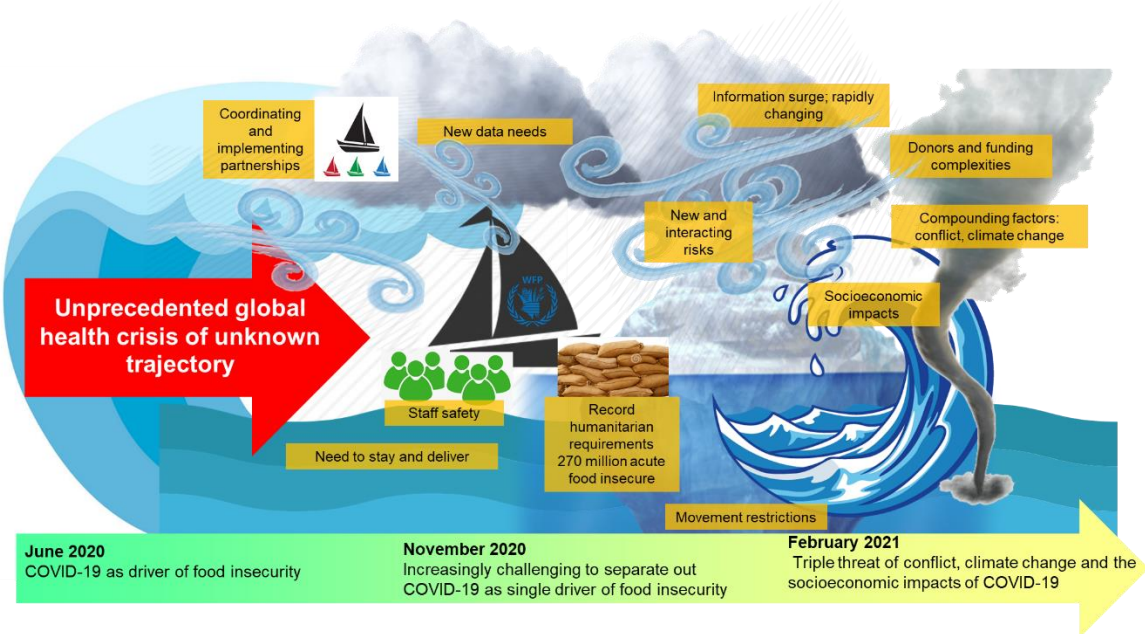 Coordinating
and
implementing
partnerships
New data needs
Information surge; rapidly
changing
Donors and funding
complexities
New and
interacting
risks
Compounding factors:
conflict, climate change
WFP
Socioeconomic
impacts
Unprecedented global
health crisis of unknown
trajectory
Staff safety
Need to stay and deliver
Record
humanitarian
requirements
270 million acute
food insecure
Movement restrictions
June 2020
COVID-19 as driver of food insecurity
November 2020
Increasingly challenging to separate out
COVID-19 as single driver of food insecurity
February 2021
Triple threat of conflict, climate change and the
socioeconomic impacts of COVID-19